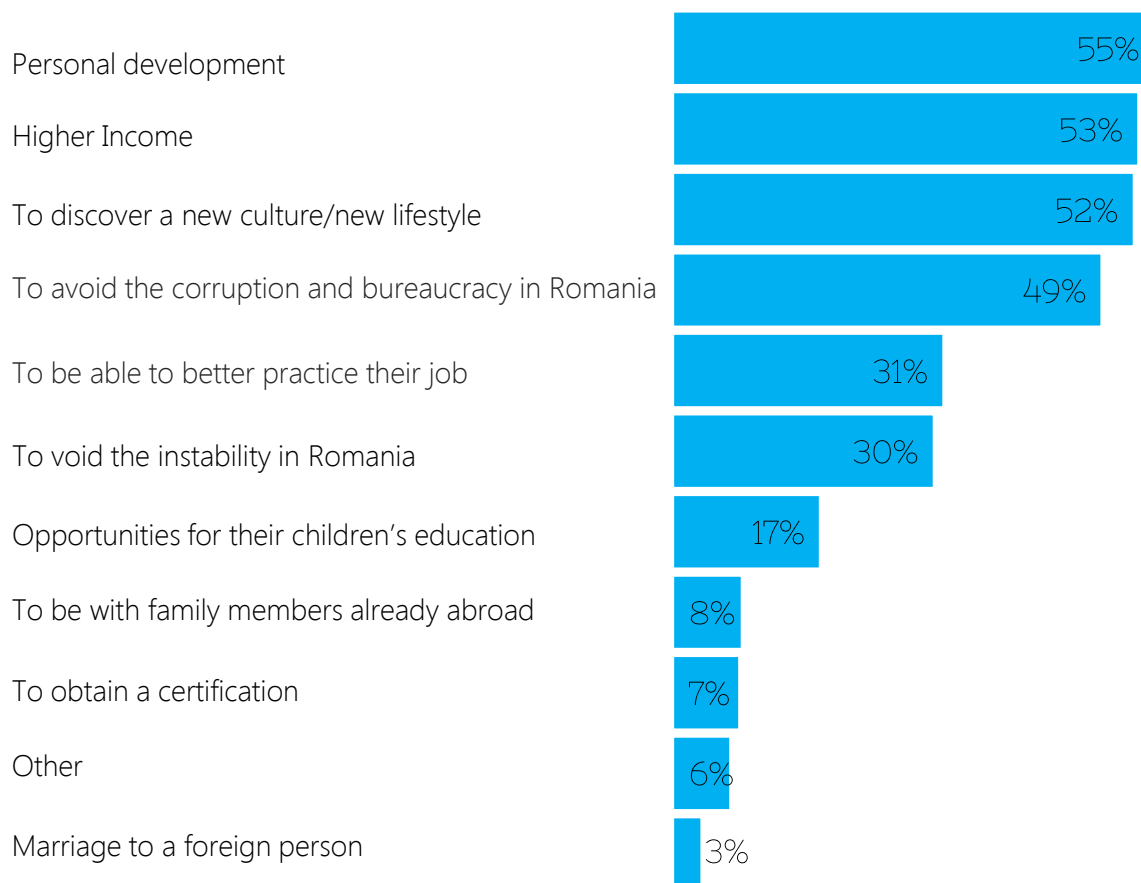 Personal development 55%
Higher Income 53%
To discover a new culture/new lifestyle 52%
To avoid the corruption and bureaucracy in Romania 49%
To be able to better practice their job 31%
To void the instability in Romania 30%
Opportunities for their children’s education 17%
To be with family members already abroad 8%
To obtain a certification 7%
Other 6%
Marriage to a foreign person 3%